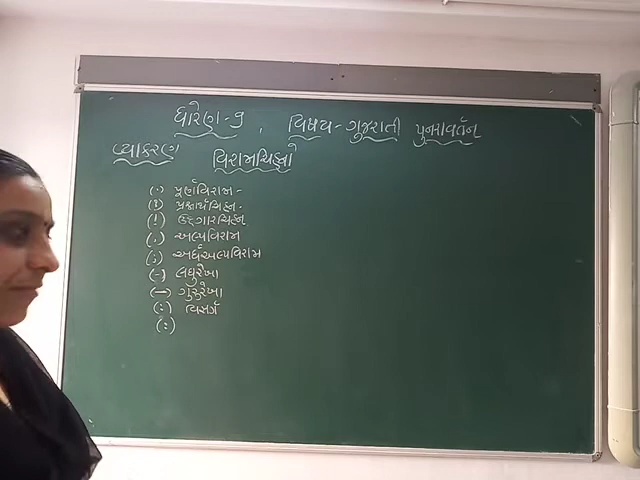 ધોરણ-૭, વિષય-ગુજરાતી પુનરાવર્તન
વ્યાકરણ વિરામચિહ્નો
(.) પૂર્ણવિરામ -
(?) પ્રશ્નાર્થચિહ્ન -
(!) ઉદ્ગારચિહ્ન
(,) અલ્પવિરામ
(;) અર્ધઅલ્પવિરામ
(-) લઘુરેખા
(—) ગુરુરેખા
(:) વિસર્ગ
(:)